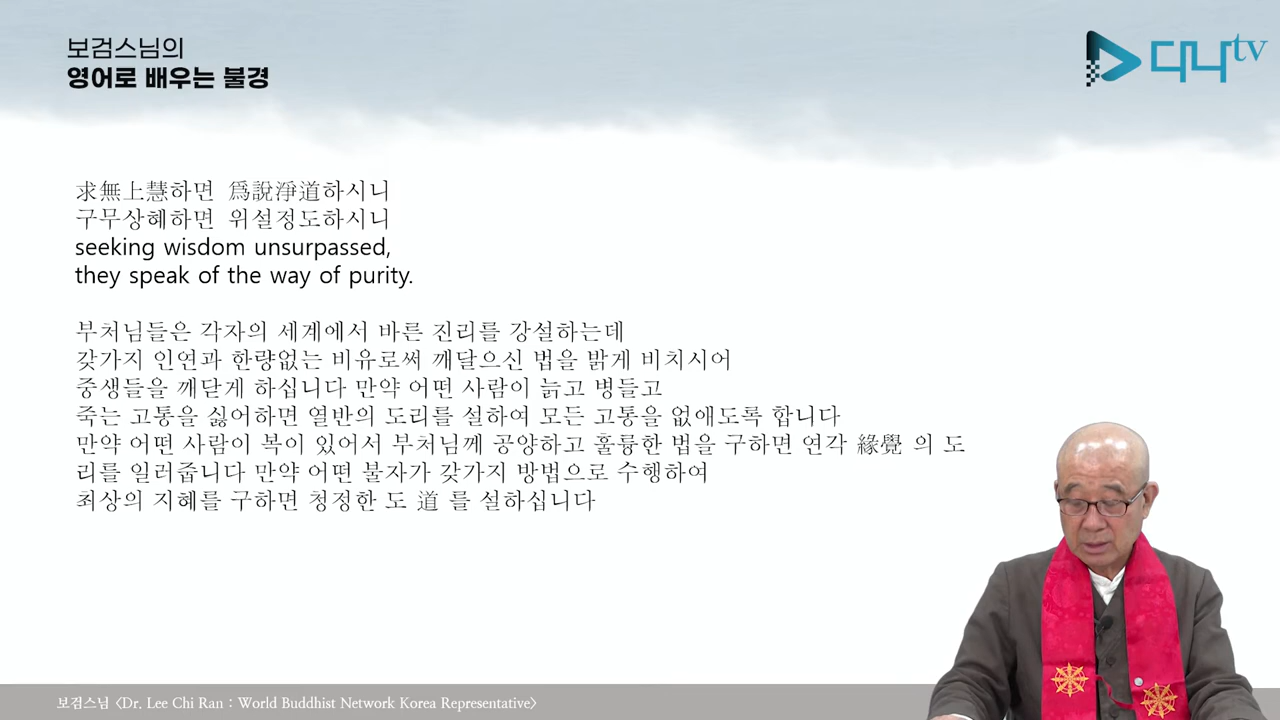 보검스님의
영어로 배우는 불경
디나tv
求無上慧하면 爲說淨道하시니
구무상혜하면 위설정도하시니
seeking wisdom unsurpassed,
they speak of the way of purity.
부처님들은 각자의 세계에서 바른 진리를 강설하는데
갖가지 인연과 한량없는 비유로써 깨달으신 법을 밝게 비치시어
중생들을 깨닫게 하십니다 만약 어떤 사람이 늙고 병들고
죽는 고통을 싫어하면 열반의 도리를 설하여 모든 고통을 없애도록 합니다
만약 어떤 사람이 복이 있어서 부처님께 공양하고 훌륭한 법을 구하면 연각 緣覺 의 도
리를 일러줍니다 만약 어떤 불자가 갖가지 방법으로 수행하여
최상의 지혜를 구하면 청정한 도 道 를 설하십니다
보검스님 <Dr. Lee Chi Ran : World Buddhist Network Korea Representative>